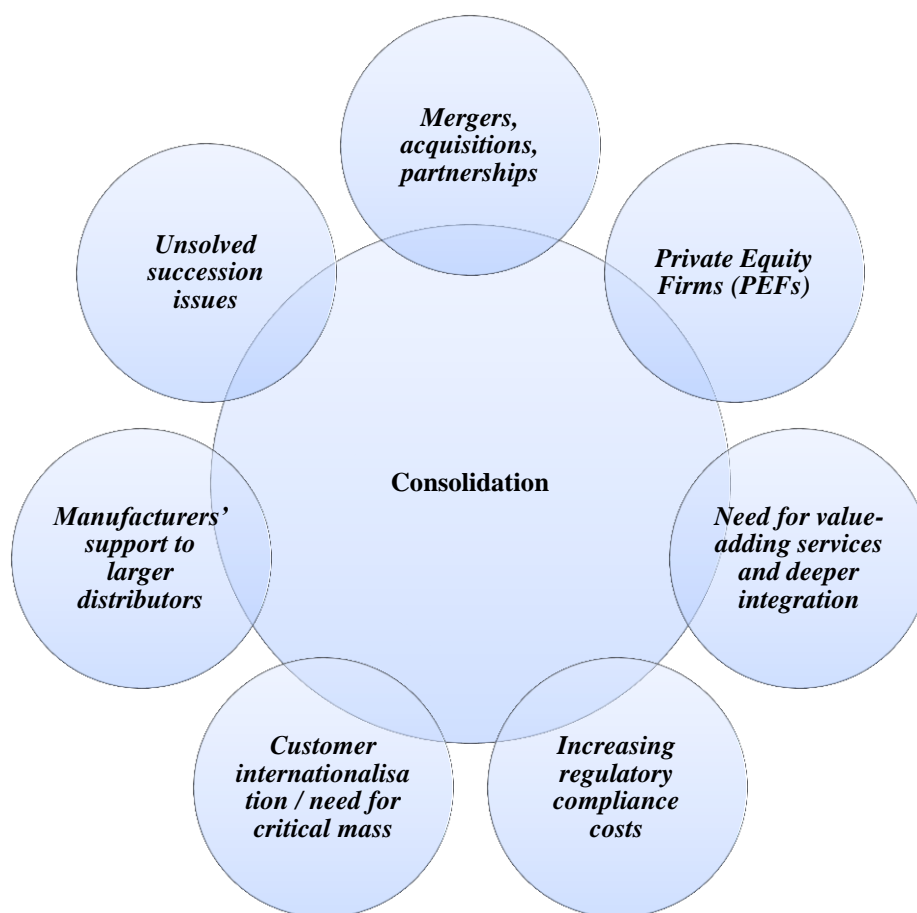 Mergers,
acquisitions,
partnerships
Private Equity
Firms (PEFs)
Need for value-
adding services
and deeper
integration
Increasing
regulatory
compliance
costs
Customer
internationalisa
tion / need for
critical mass
Manufacturers’
support to
larger
distributors
Unsolved
succession
issues
Consolidation